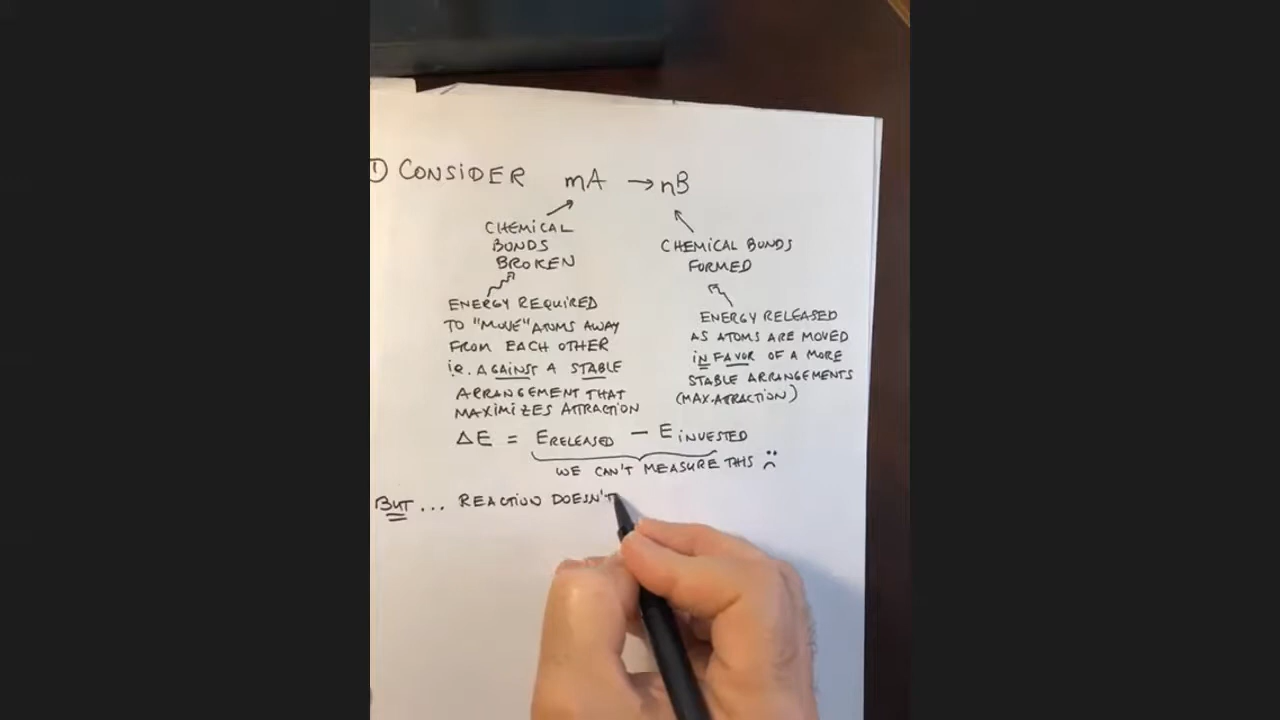 ① CONSIDER mA → nB
CHEMICAL
BONDS
BROKEN
CHEMICAL BONDS
FORMED
ENERGY REQUIRED
TO "MOVE" ATOMS AWAY
FROM EACH OTHER
i.e. AGAINST A STABLE
ARRANGEMENT THAT
MAXIMIZES ATTRACTION
ENERGY RELEASED
AS ATOMS ARE MOVED
IN FAVOR OF A MORE
STABLE ARRANGEMENTS
(MAX. ATTRACTION)
ΔE = E RELEASED - E INVESTED
WE CAN'T MEASURE THIS :(
BUT... REACTION DOESN'T